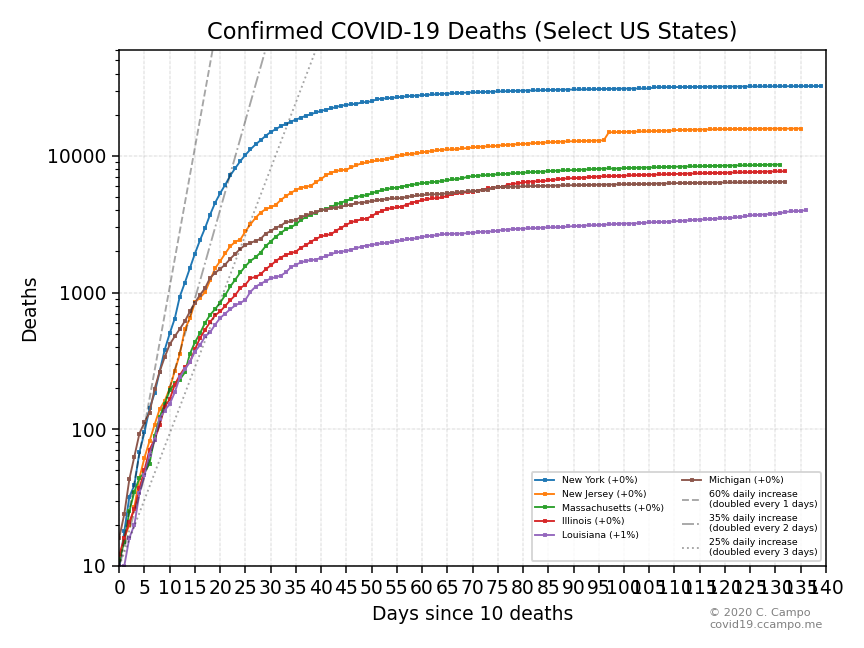 Confirmed COVID-19 Deaths (Select US States)
Deaths
10000
1000
100
10
New York (+0%)
New Jersey (+0%)
Massachusetts (+0%)
Illinois (+0%)
Louisiana (+1%)
Michigan (+0%)
60% daily increase
(doubled every 1 days)
35% daily increase
(doubled every 2 days)
25% daily increase
(doubled every 3 days)
0 5 10 15 20 25 30 35 40 45 50 55 60 65 70 75 80 85 90 95 100 105 110 115 120 125 130 135 140
Days since 10 deaths
© 2020 C. Campo
covid19.ccampo.me